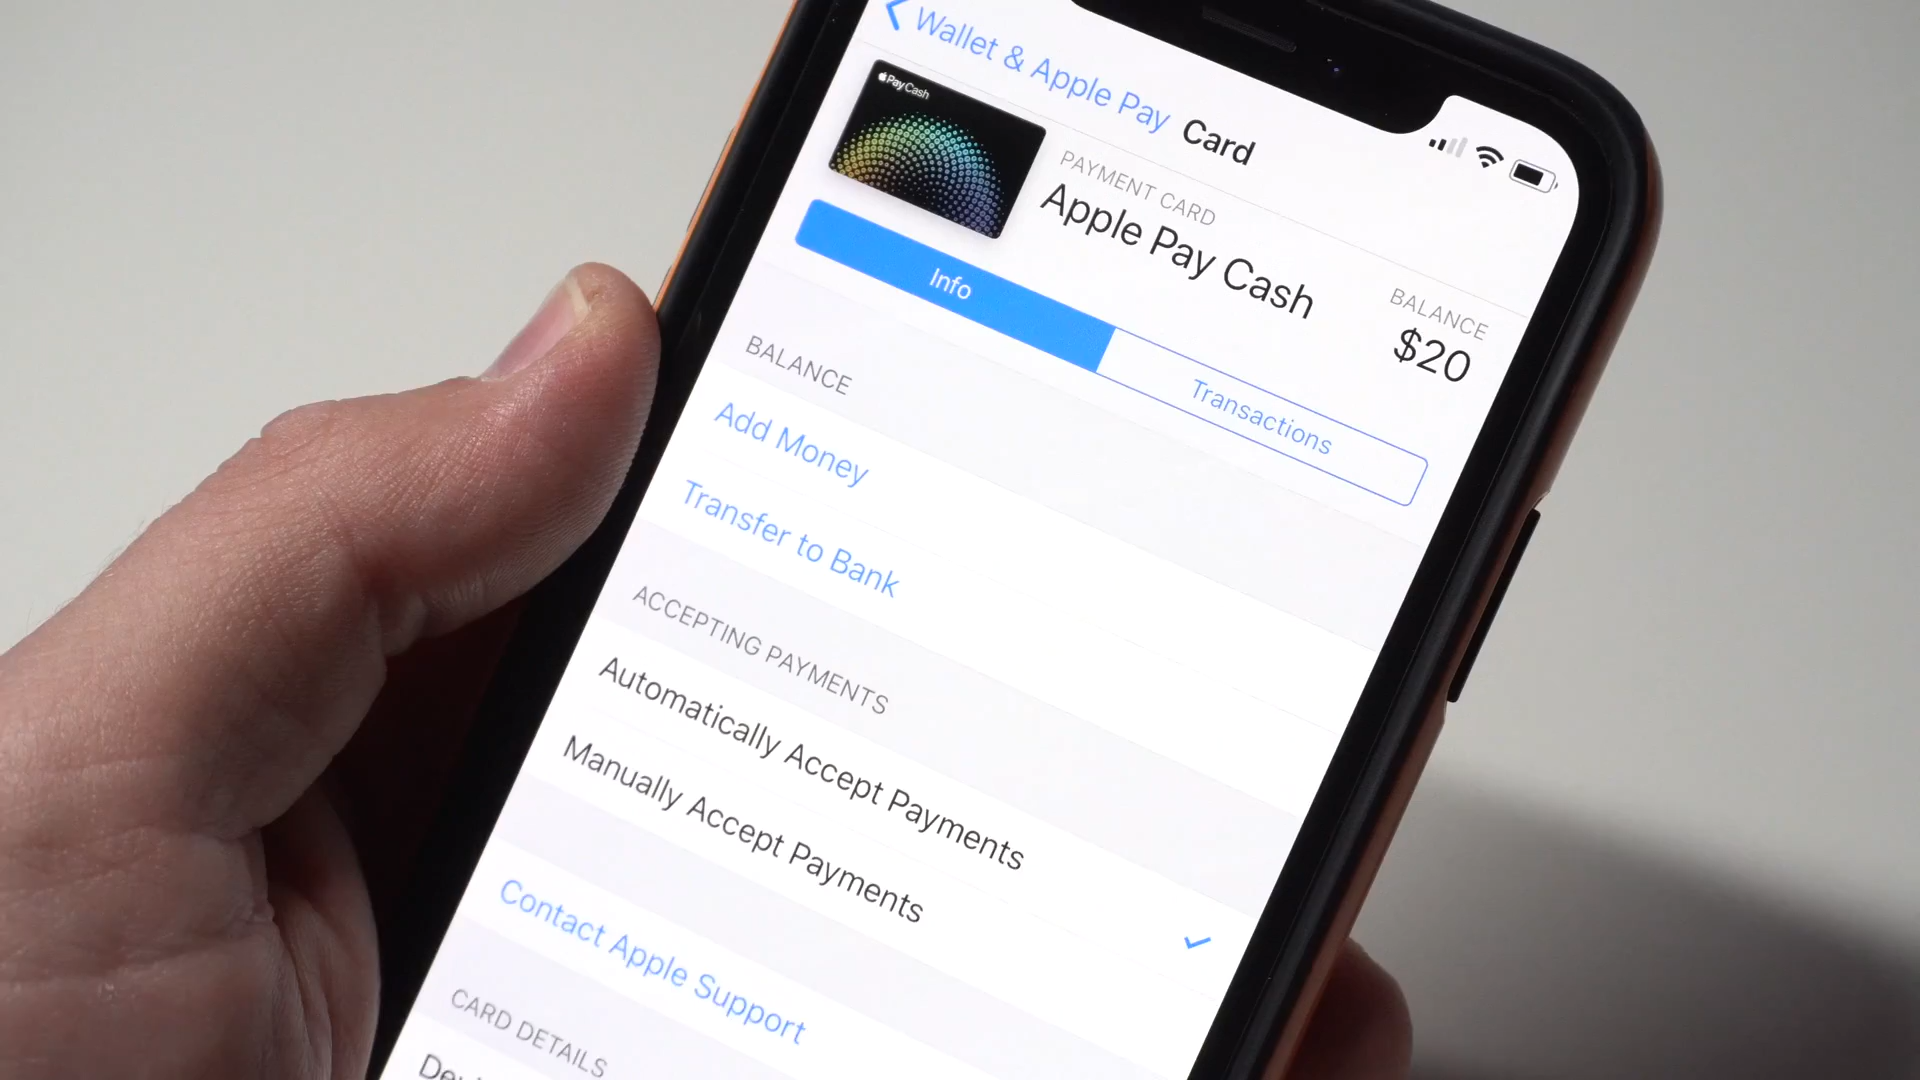 Wallet & Apple Pay
Card
Pay Cash
PAYMENT CARD
Apple Pay Cash
BALANCE
$20
Info
Transactions
BALANCE
Add Money
Transfer to Bank
ACCEPTING PAYMENTS
Automatically Accept Payments
Manually Accept Payments
Contact Apple Support
CARD DETAILS